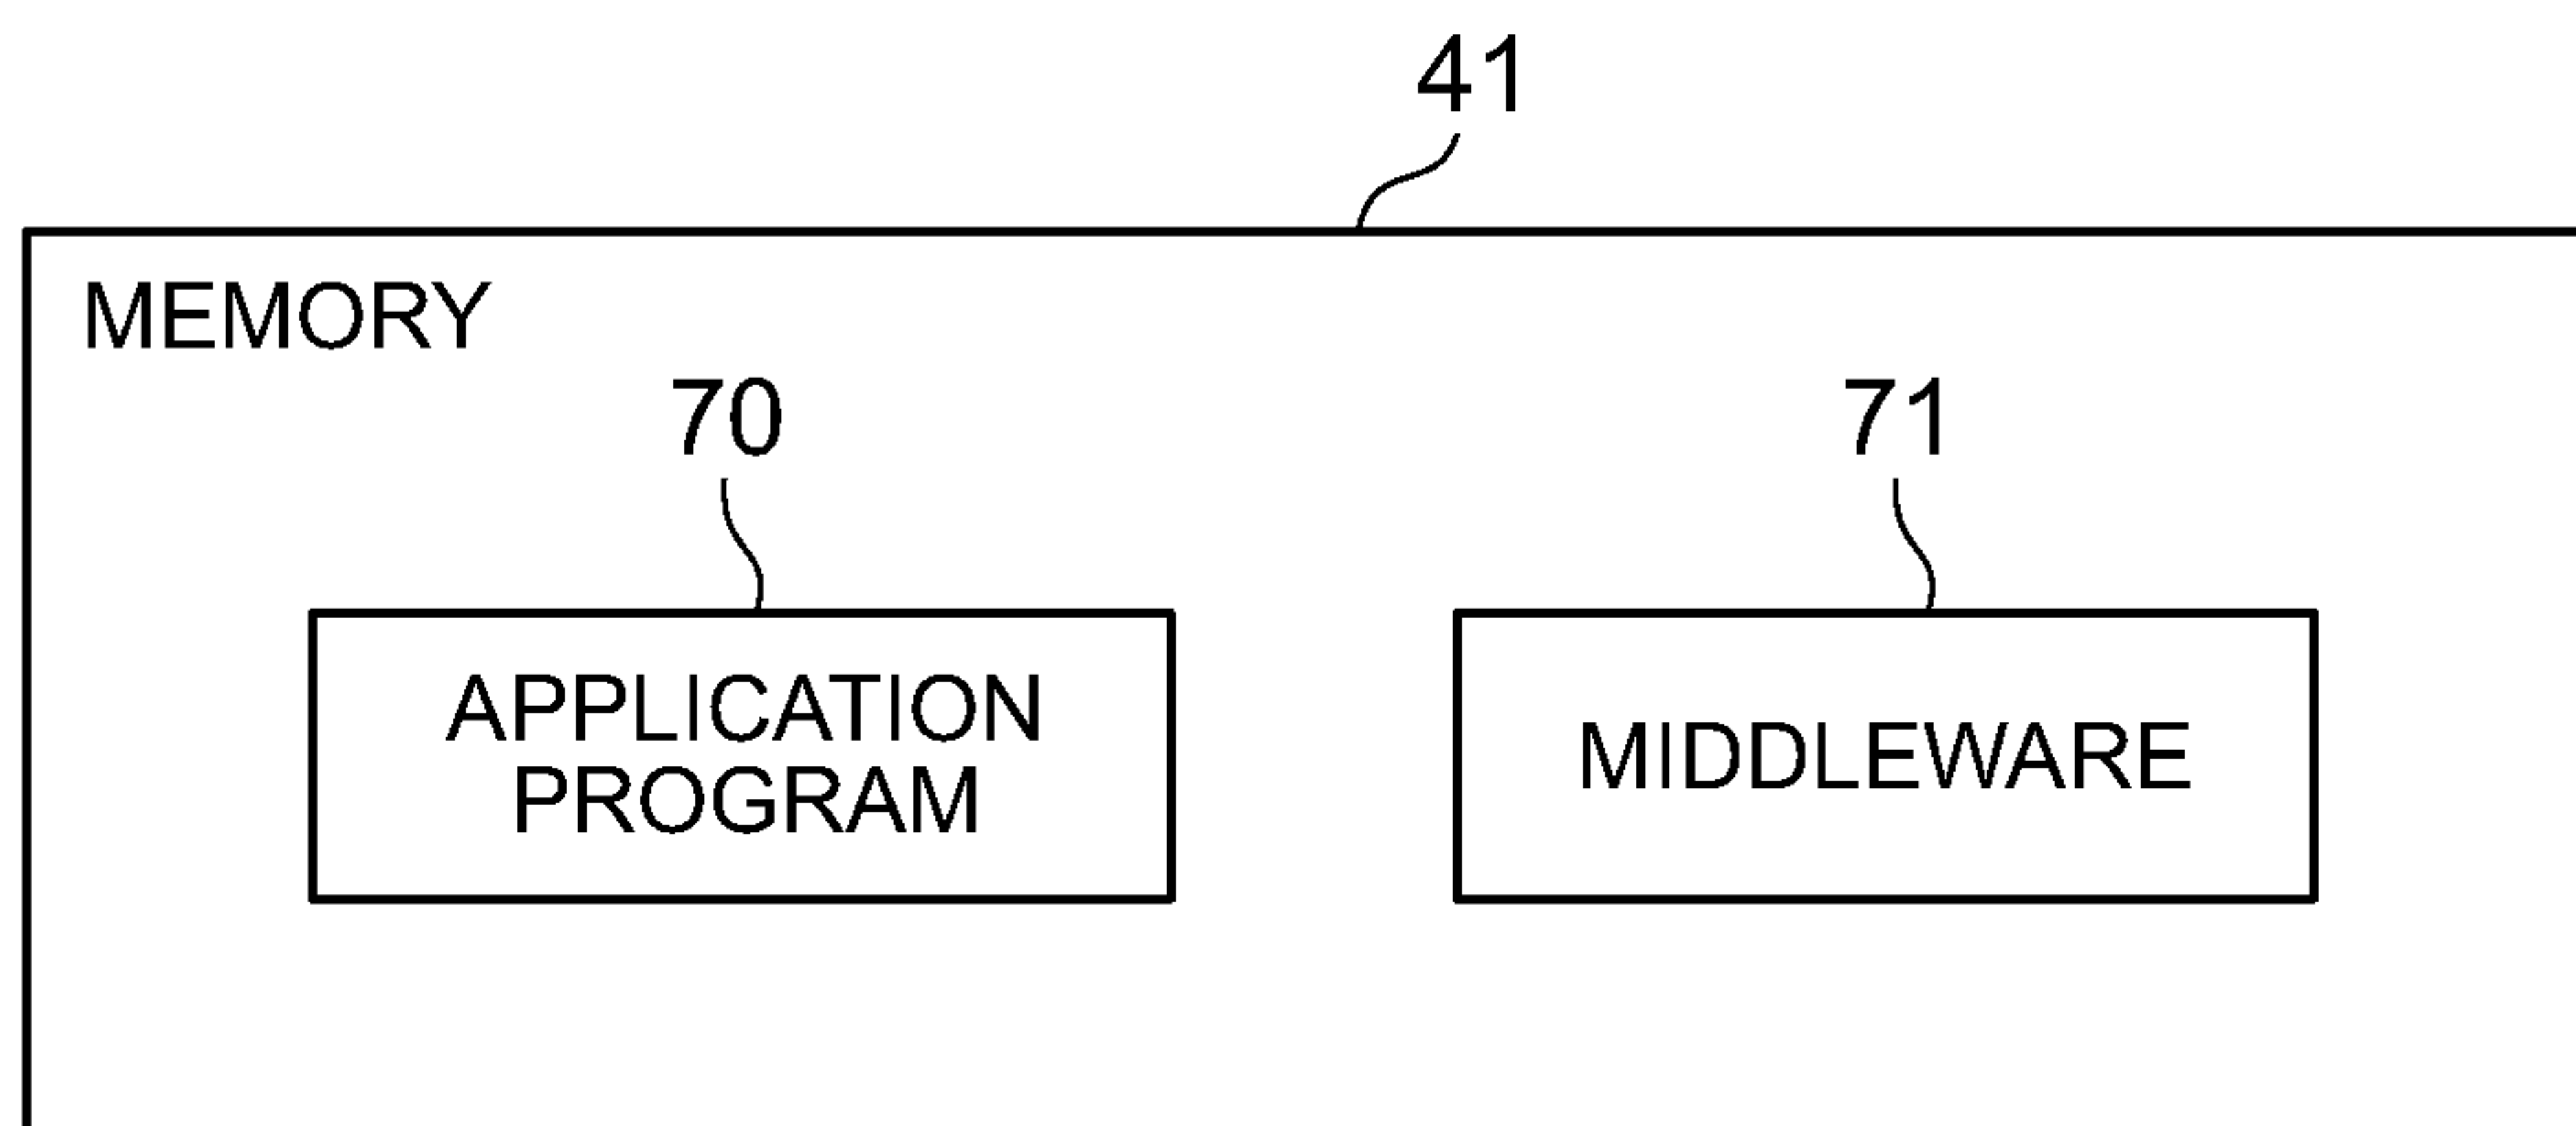 41
MEMORY
70
71
APPLICATION
PROGRAM
MIDDLEWARE